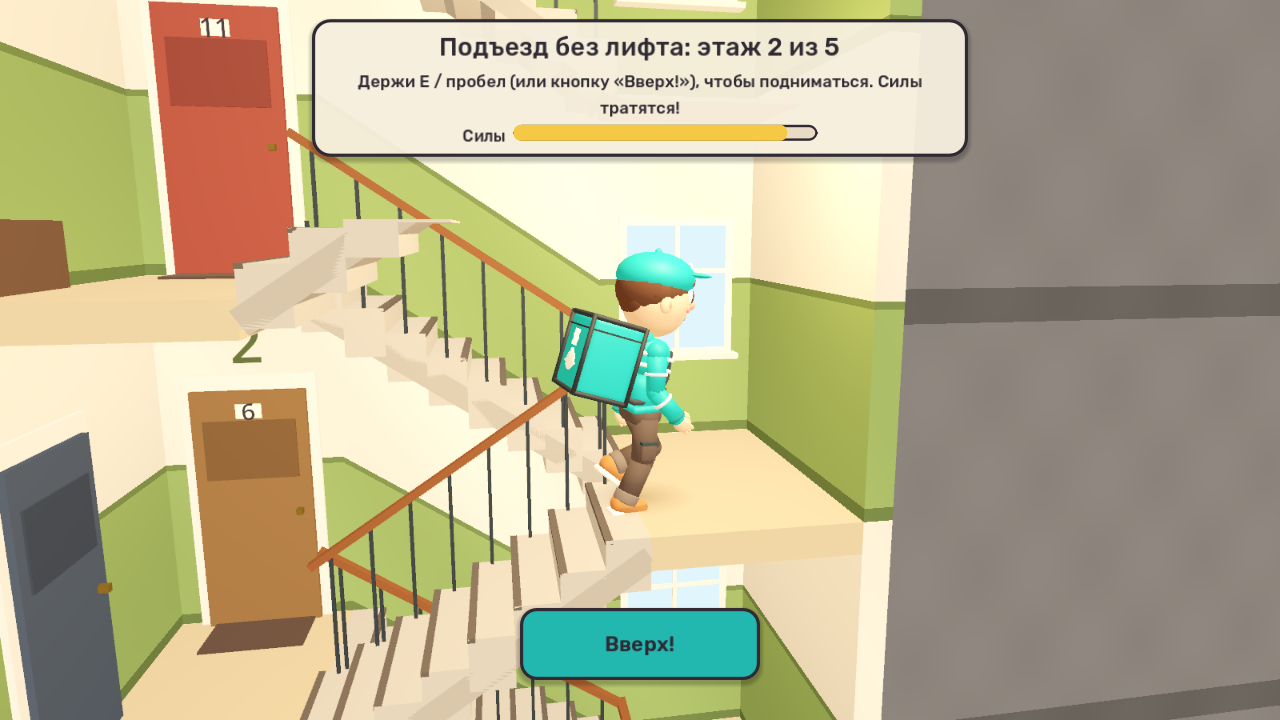 Подъезд без лифта: этаж 2 из 5
Держи E / пробел (или кнопку «Вверх!»), чтобы подниматься. Силы
тратятся!
Силы
11
2
6
Вверх!